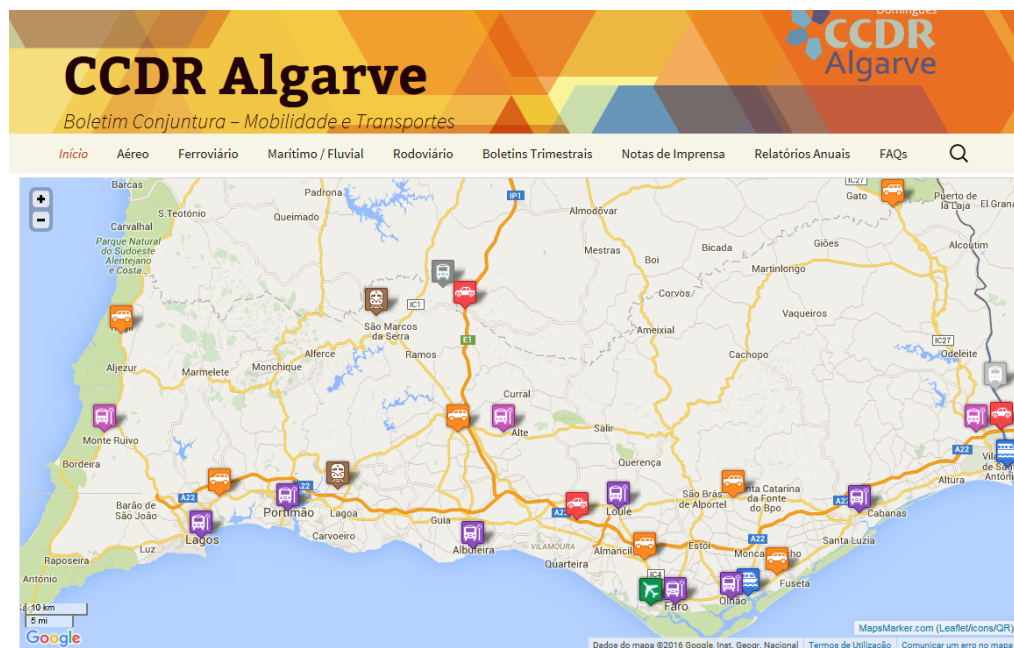 Domingues
CCDR
Algarve
CCDR Algarve
Boletim Conjuntura – Mobilidade e Transportes
Início Aéreo Ferroviário Marítimo / Fluvial Rodoviário Boletins Trimestrais Notas de Imprensa Relatórios Anuais FAQs
+
-
Barcas
S.Teotónio
Padrona
Queimado
Carvalhal
Parque Natural
do Sudoeste
Alentejano
e Costa...
IP1
Almodôvar
Mestras
Boi
Bicada
Giões
Martinlongo
IC27
Gato
Puerto de
la Laja
El Gran
Alcoutim
Corvos
Vaqueiros
Ameixial
IC1
São Marcos
da Serra
E1
Ramos
Alferce
Monchique
Marmelete
Aljezur
Cachopo
IC27
Odeleite
Curral
Alte
Salir
Querença
Monte Ruivo
Bordeira
A22
Barão de
São João
Portimão
Lagoa
Guia
Carvoeiro
Albufeira
Lagos
Luz
Raposeira
António
VILAMOURA
Quarteira
Almancil
Loulé
São Brás
de Alportel
do Bpo.
da Fonte
A22
Estói
A22
Santa Luzia
Cabanas
Altura
A22
IC4
Faro
Olhão
Fuseta
10 km
5 mi
Google
MapsMarker.com (Leaflet/icons/QR)
Dados do mapa ©2016 Google, Inst. Geogr. Nacional Termos de Utilização Comunicar um erro no mapa